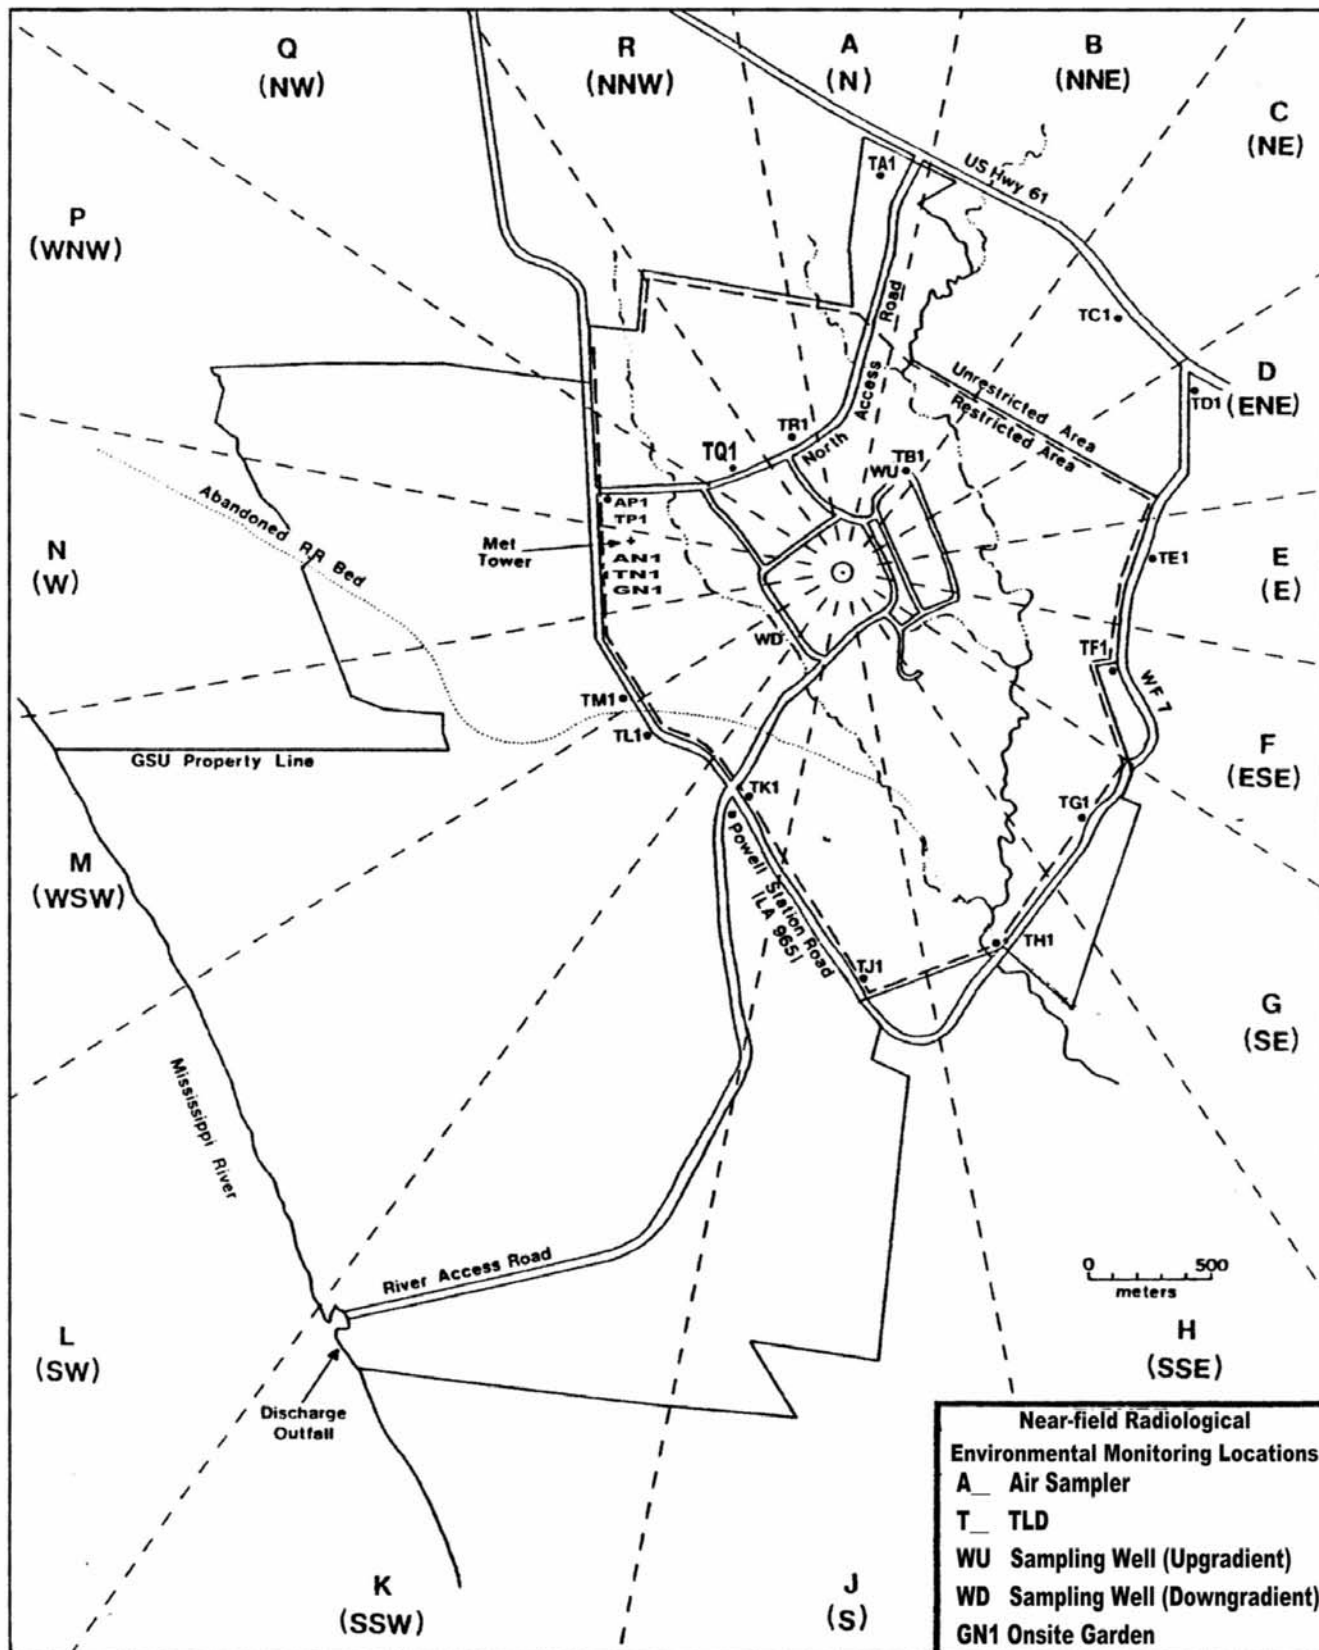 Q
(NW)
R
(NNW)
A
(N)
B
(NNE)
C
(NE)
P
(WNW)
US Hwy 61
TA1
North Access Road
TC1
D
(ENE)
TD1
Unrestricted Area
Restricted Area
TR1
TQ1
TB1
WU
AP1
TP1
+
AN1
TN1
GN1
Met
Tower
Abandoned RR Bed
N
(W)
E
(E)
TE1
WD
TF1
WF 7
TM1
TL1
GSU Property Line
F
(ESE)
TK1
TG1
Powell Station Road
(LA 965)
M
(WSW)
TH1
TJ1
G
(SE)
Mississippi River
River Access Road
0 500
meters
L
(SW)
H
(SSE)
Discharge
Outfall
K
(SSW)
J
(S)
Near-field Radiological
Environmental Monitoring Locations
A_ Air Sampler
T_ TLD
WU Sampling Well (Upgradient)
WD Sampling Well (Downgradient)
GN1 Onsite Garden